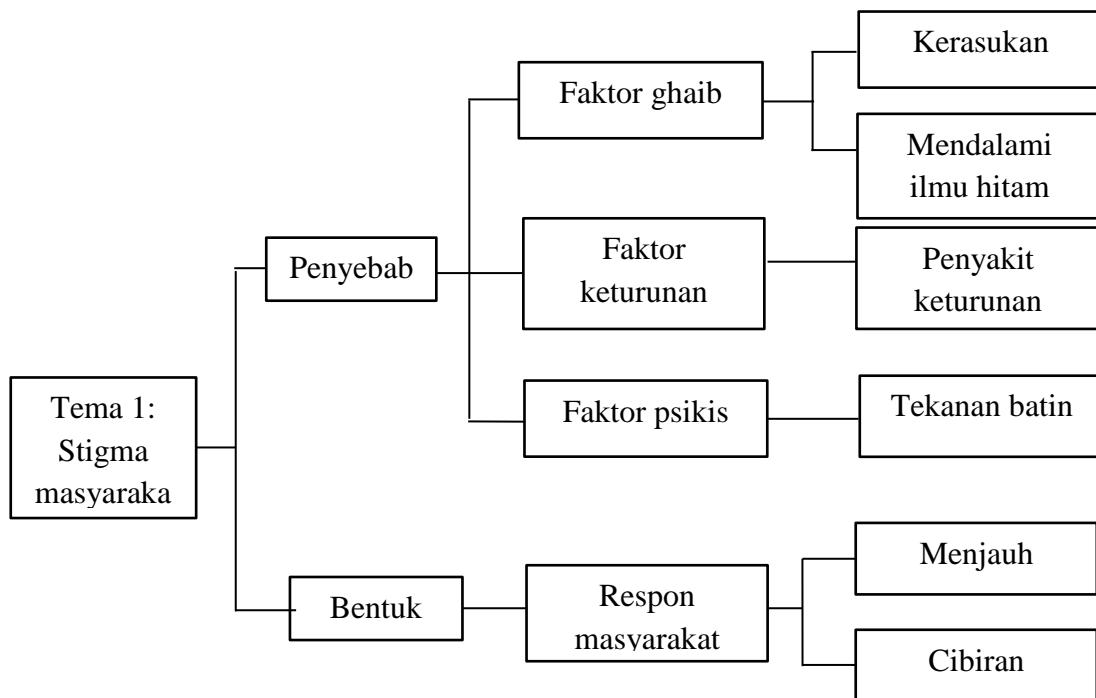 Kerasukan
Faktor ghaib
Mendalami
ilmu hitam
Penyebab
Faktor
keturunan
Penyakit
keturunan
Tema 1:
Stigma
masyaraka
Faktor psikis
Tekanan batin
Menjauh
Bentuk
Respon
masyarakat
Cibiran